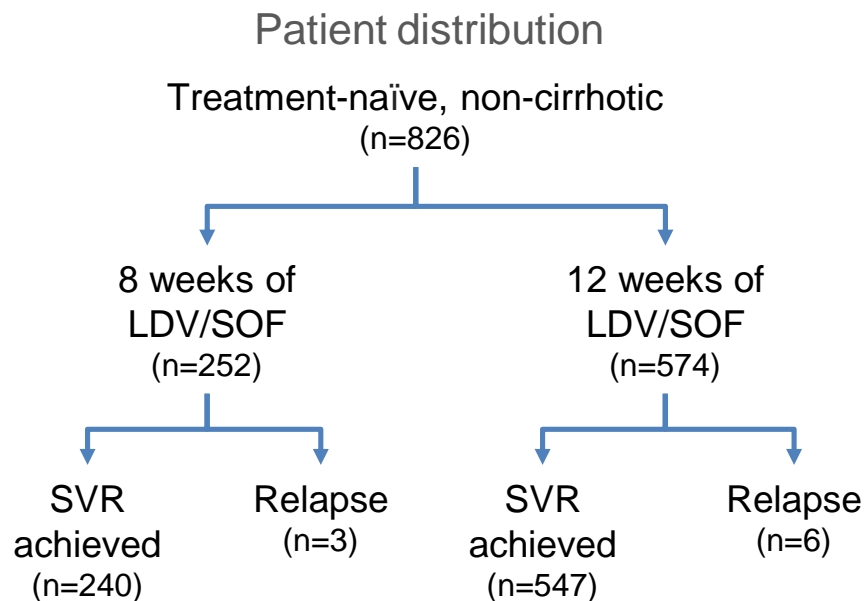 Patient distribution
Treatment-naïve, non-cirrhotic
(n=826)
8 weeks of
LDV/SOF
(n=252)
12 weeks of
LDV/SOF
(n=574)
SVR
achieved
(n=240)
Relapse
(n=3)
SVR
achieved
(n=547)
Relapse
(n=6)